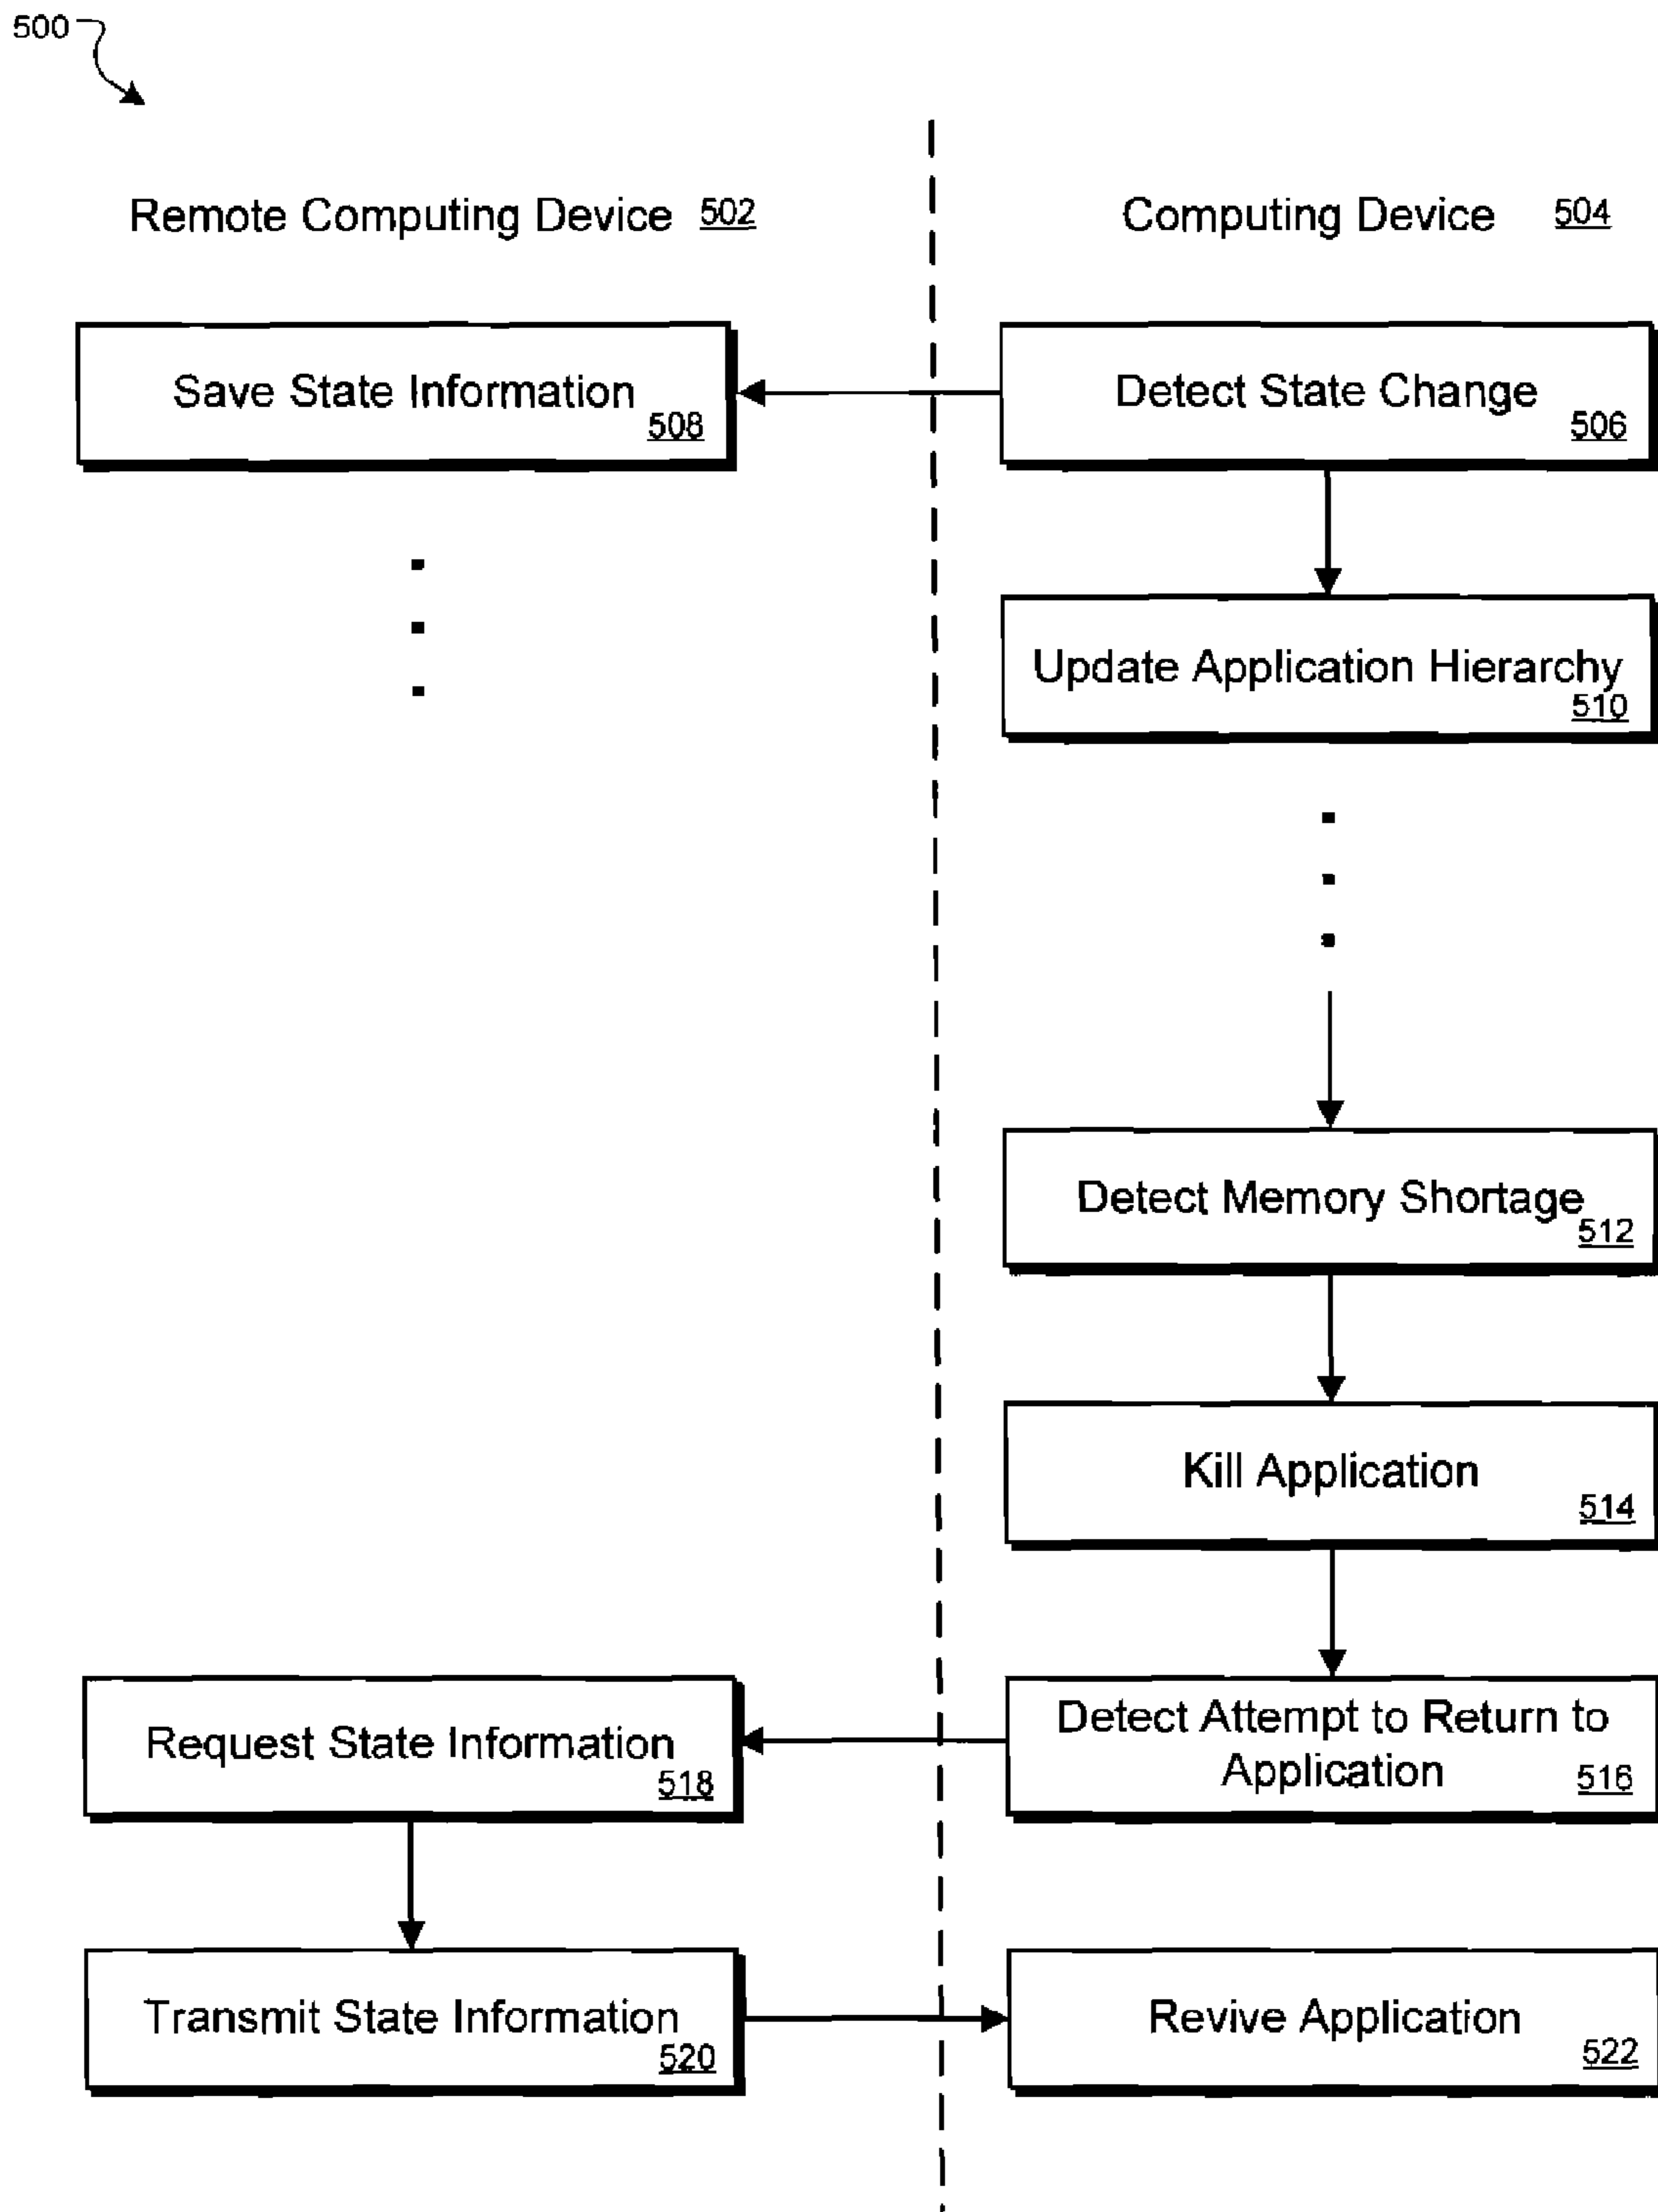 500
Remote Computing Device 502
Computing Device 504
Save State Information
508
Detect State Change
506
Update Application Hierarchy
510
Detect Memory Shortage
512
Kill Application
514
Request State Information
518
Detect Attempt to Return to
Application 516
Transmit State Information
520
Revive Application
522